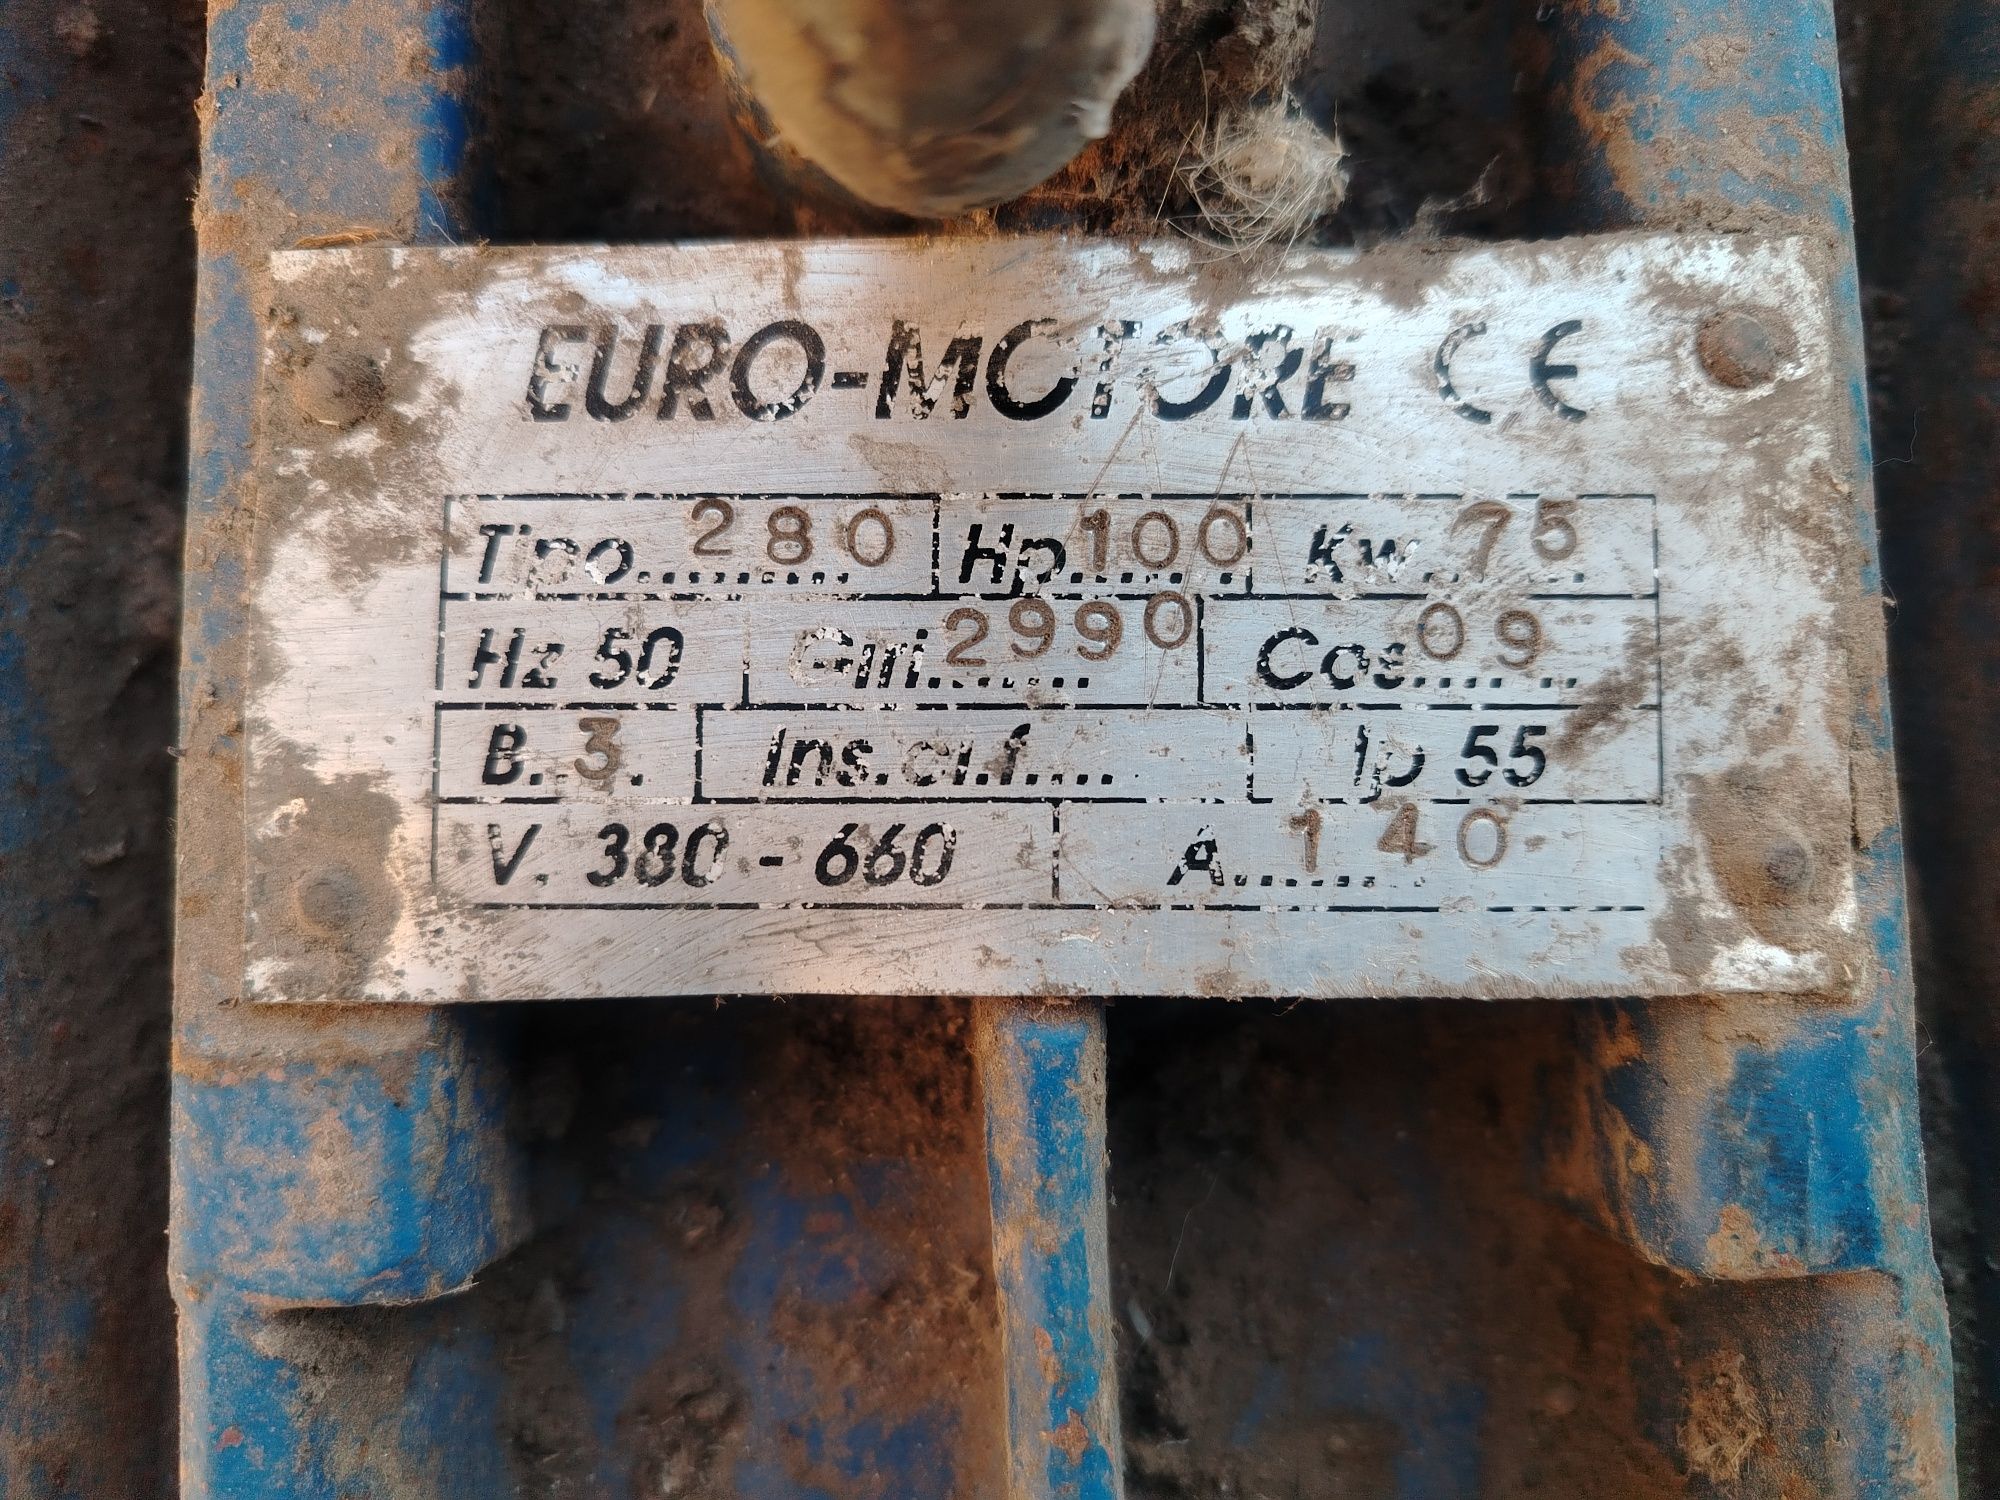 EURO-MOTORE CE
Tipo.......... 280 Hp....... 100 Kw....... 75
Hz 50 Giri........ 2990 Cos....... 09
B. 3 . Ins.cl.f.... Ip 55
V. 380 - 660 A........ 140